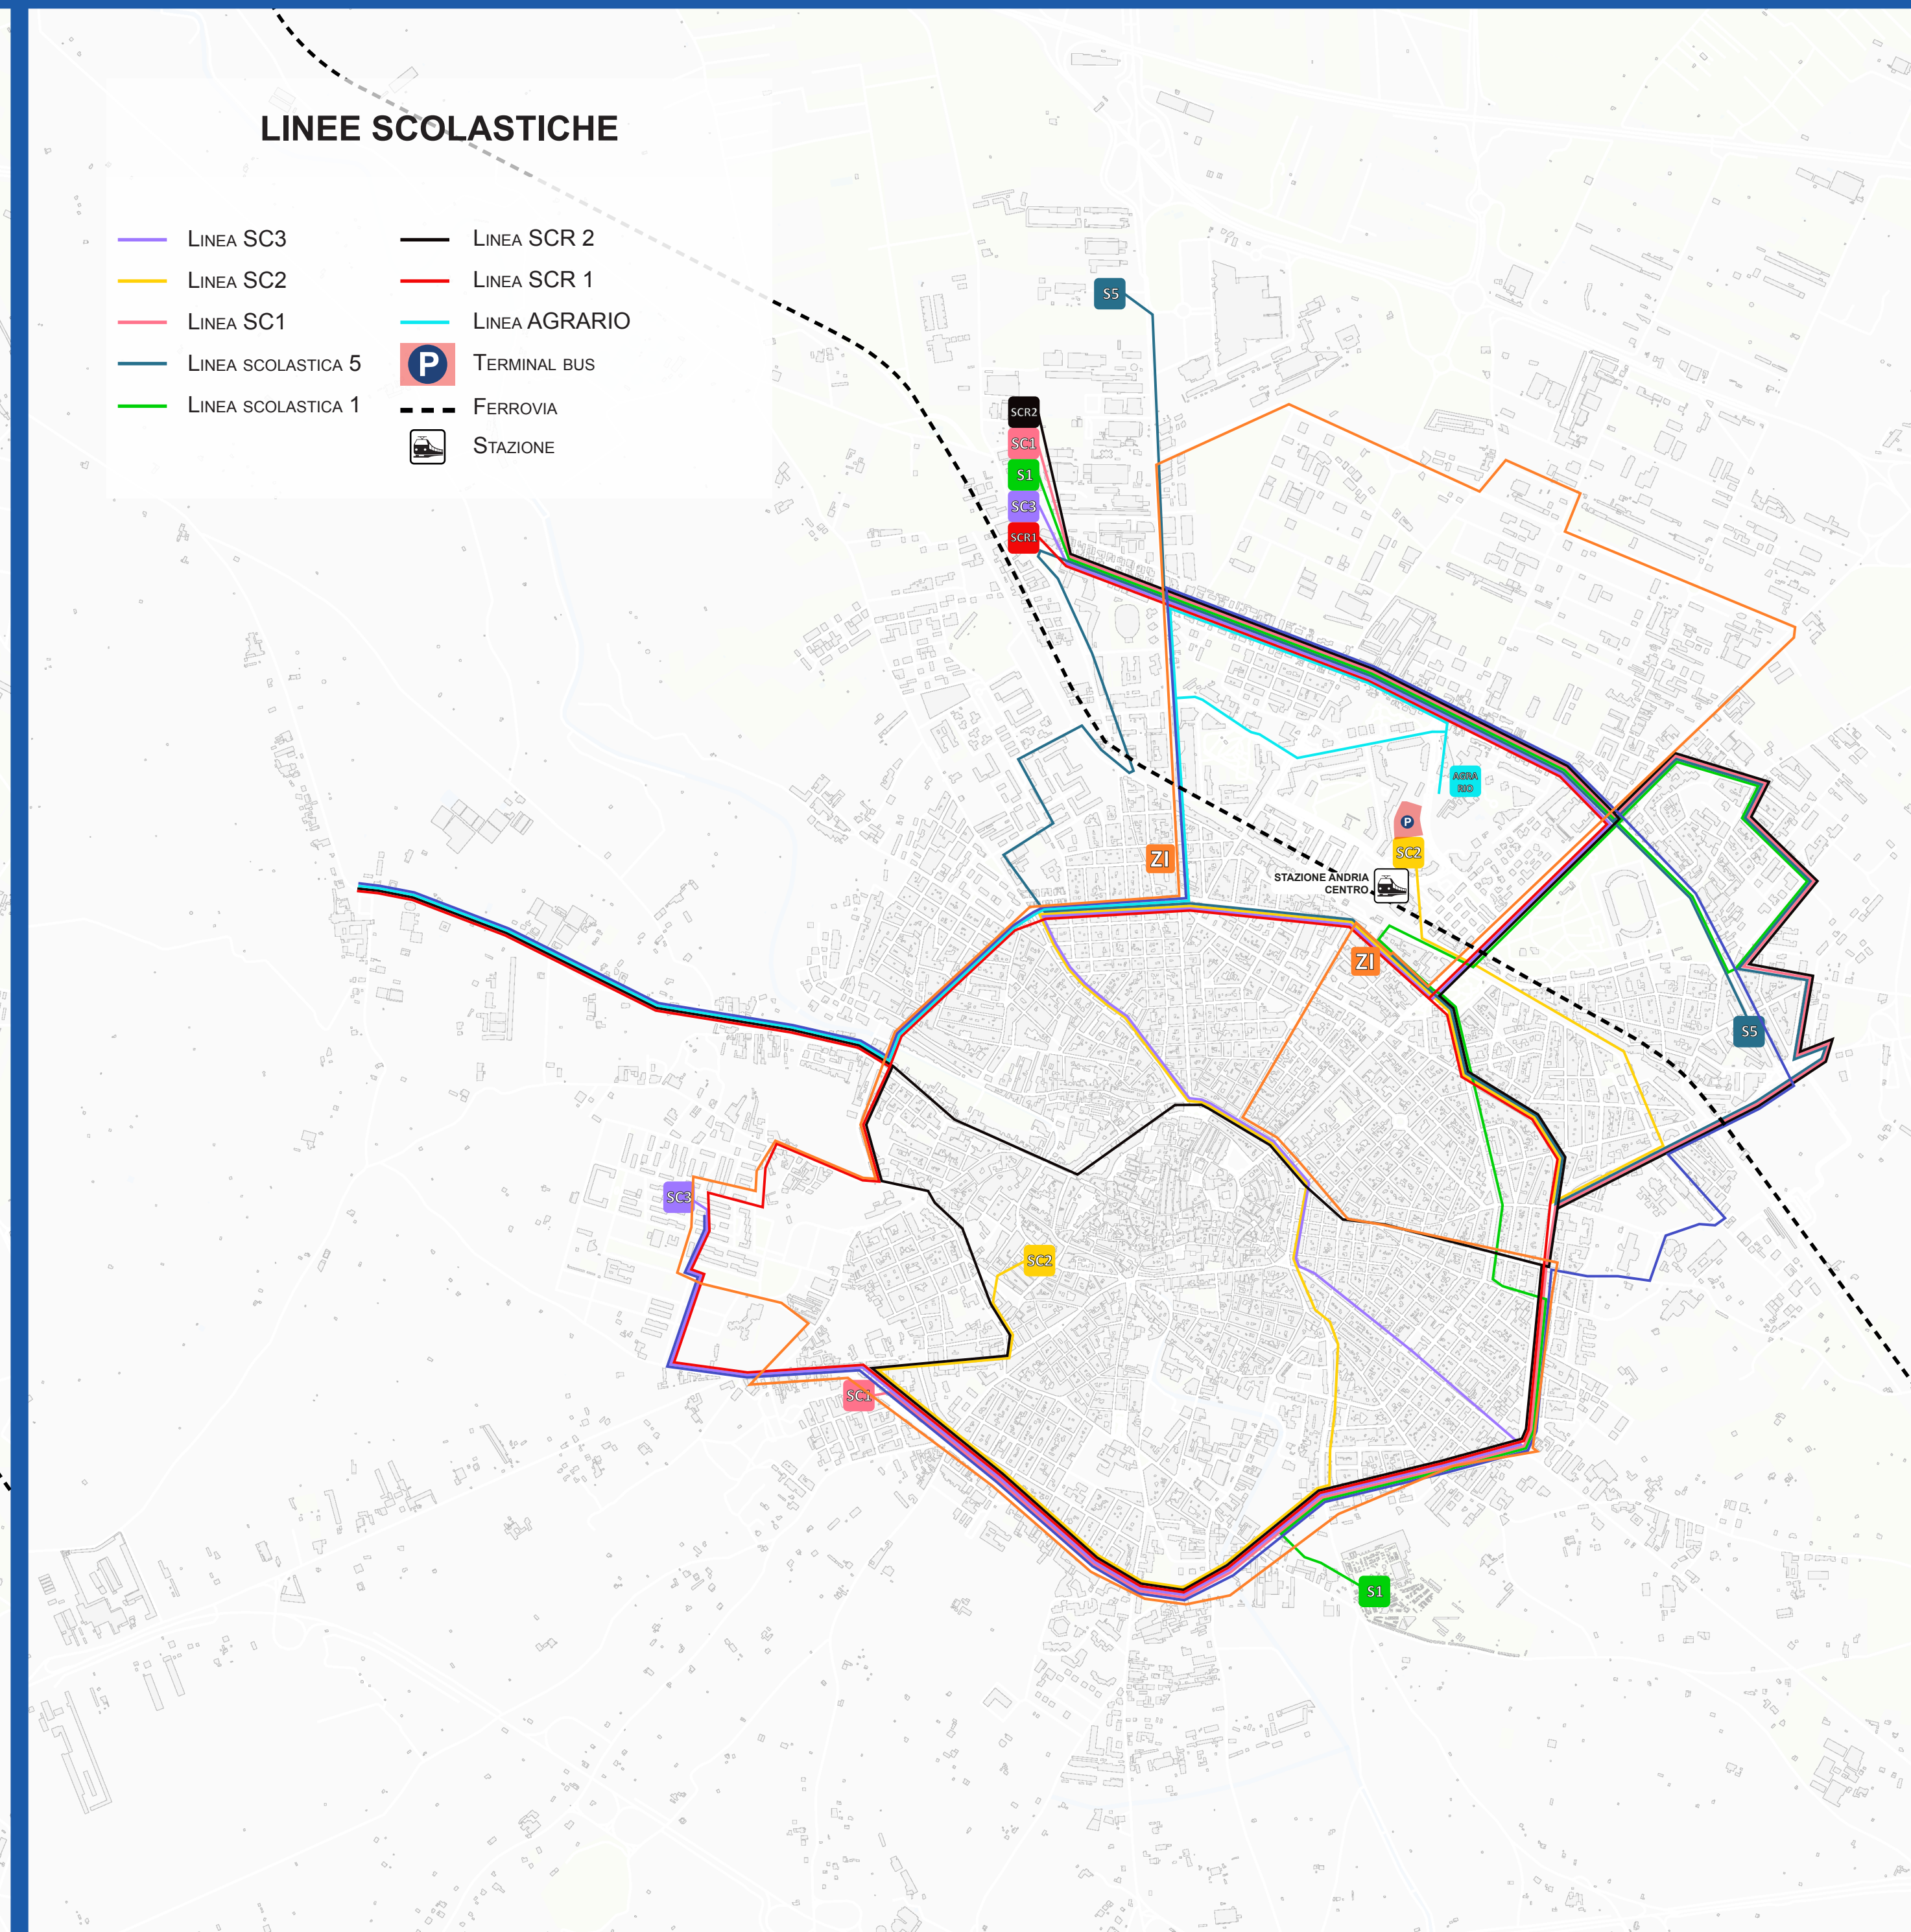 LINEE SCOLASTICHE
LINEA SC3
LINEA SC2
LINEA SC1
LINEA SCOLASTICA 5
LINEA SCOLASTICA 1
LINEA SCR 2
LINEA SCR 1
LINEA AGRARIO
P
TERMINAL BUS
FERROVIA
STAZIONE
S5
SCR2
SC1
S1
SC3
SCR1
AGRA
RIO
P
SC2
ZI
STAZIONE ANDRIA
CENTRO
ZI
S5
SC3
SC2
SC1
S1